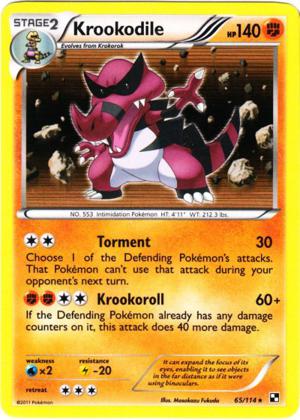 STAGE2
Krookodile
HP140
Evolves from Krokorok
NO. 553 Intimidation Pokémon HT. 4'11" WT. 212.3 lbs.
Torment 30
Choose 1 of the Defending Pokémon's attacks.
That Pokémon can't use that attack during your
opponent's next turn.
Krookoroll 60+
If the Defending Pokémon already has any damage
counters on it, this attack does 40 more damage.
weakness
×2
resistance
-20
retreat
It can expand the focus of its
eyes, enabling it to see objects
in the far distance as if it were
using binoculars.
Illus. Masakazu Fukuda
65/114 ★
©2011 Pokémon